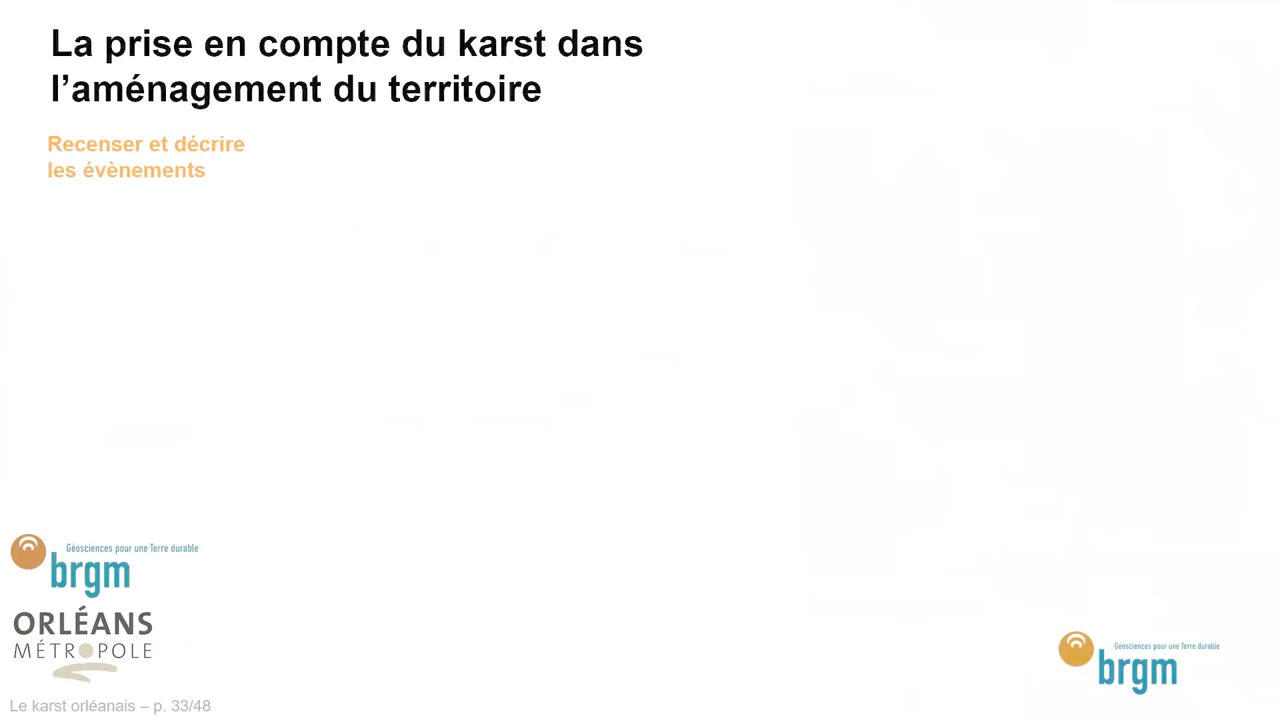 La prise en compte du karst dans
l’aménagement du territoire
Recenser et décrire
les évènements
Géosciences pour une Terre durable
brgm
ORLÉANS
MÉTROPOLE
Géosciences pour une Terre durable
brgm
Le karst orléanais – p. 33/48